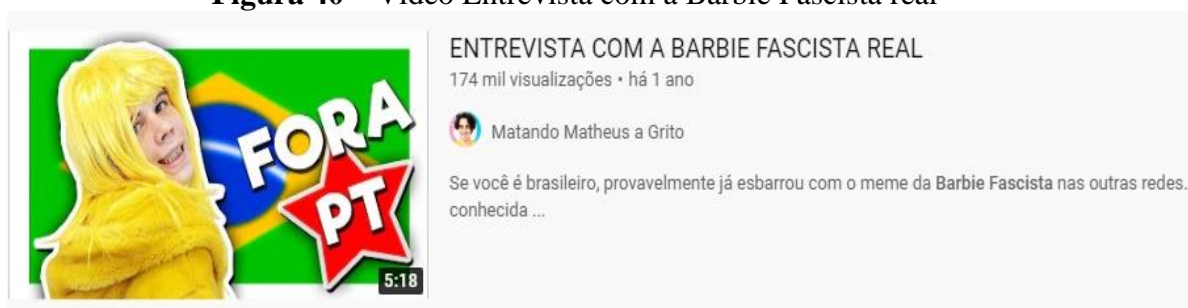 Figura 40 – Vídeo Entrevista com a Barbie Fascista real
ENTREVISTA COM A BARBIE FASCISTA REAL
174 mil visualizações • há 1 ano
FORA
PT
Matando Matheus a Grito
Se você é brasileiro, provavelmente já esbarrou com o meme da Barbie Fascista nas outras redes.
conhecida ...
5:18